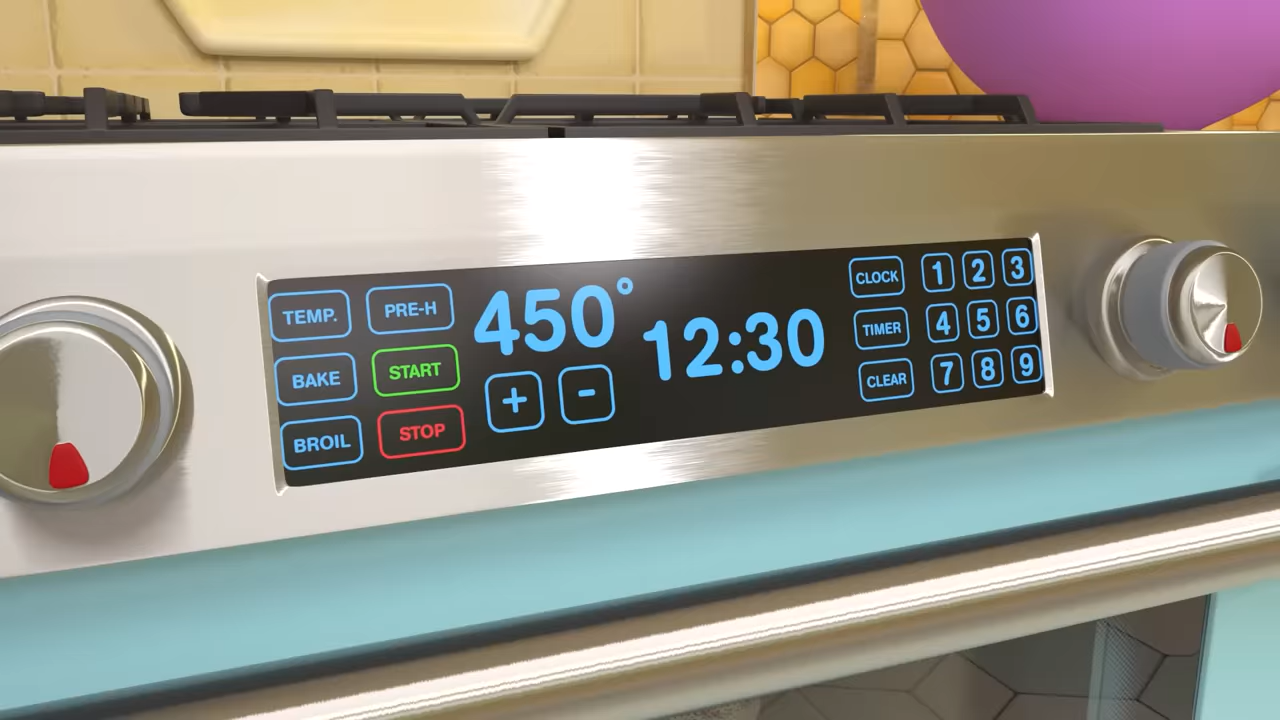 TEMP.
PRE-H
BAKE
START
BROIL
STOP
450°
+ -
12:30
CLOCK
TIMER
CLEAR
1 2 3
4 5 6
7 8 9